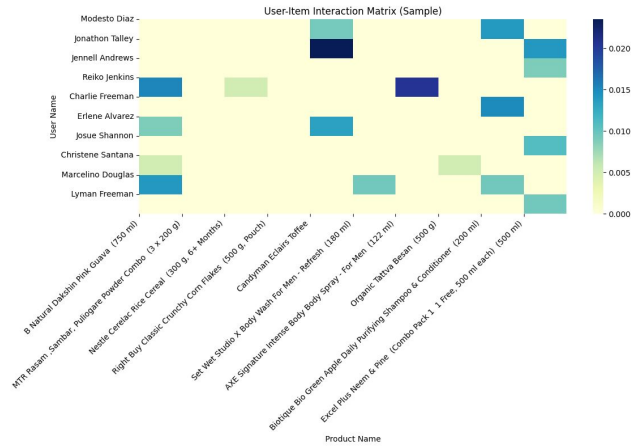 User-Item Interaction Matrix (Sample)
User Name
Modesto Diaz
Jonathon Talley
Jennell Andrews
Reiko Jenkins
Charlie Freeman
Erlene Alvarez
Josue Shannon
Christene Santana
Marcelino Douglas
Lyman Freeman
B Natural Dakshin Pink Guava (750 ml)
MTR Rasam ,Sambar, Puliogare Powder Combo (3 x 200 g)
Nestle Cerelac Rice Cereal (300 g, 6+ Months)
Right Buy Classic Crunchy Corn Flakes (500 g, Pouch)
Candyman Eclairs Toffee
Set Wet Studio X Body Wash For Men - Refresh (180 ml)
AXE Signature Intense Body Body Spray - For Men (122 ml)
Organic Tattva Besan (500 g)
Biotique Bio Green Apple Daily Purifying Shampoo & Conditioner (200 ml)
Excel Plus Neem & Pine (Combo Pack 1 1 Free, 500 ml each) (500 ml)
Product Name
0.020
0.015
0.010
0.005
0.000